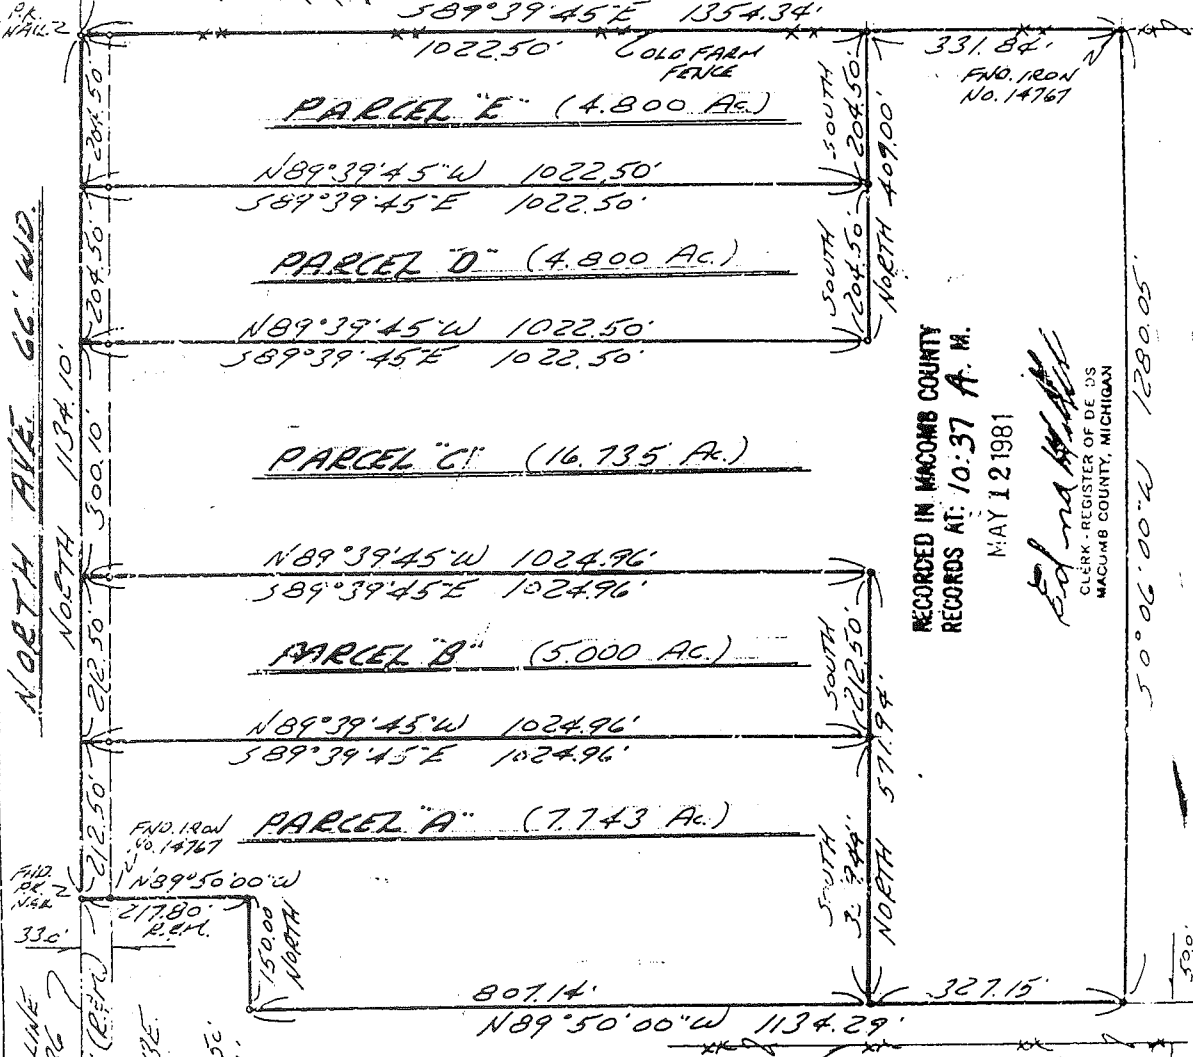 P.K.
NAIL
S89°39'45"E 1354.34'
1022.50'
OLD FARM
FENCE
331.84'
FND. IRON
NO. 14767
204.50'
PARCEL "E" (4.800 Ac.)
SOUTH 204.50'
NORTH 409.00'
N89°39'45"W 1022.50'
S89°39'45"E 1022.50'
204.50'
PARCEL "D" (4.800 Ac.)
SOUTH 204.50'
N89°39'45"W 1022.50'
S89°39'45"E 1022.50'
NORTH AVE. 66' WD.
NORTH 1134.10'
300.10'
PARCEL "C" (16.735 Ac.)
RECORDED IN MACOMB COUNTY
RECORDS AT: 10:37 A. M.
MAY 12 1981
CLERK - REGISTER OF DE DS
MACOMB COUNTY, MICHIGAN
S0°06'00"W 1280.05'
N89°39'45"W 1024.96'
S89°39'45"E 1024.96'
212.50'
PARCEL "B" (5.000 Ac.)
SOUTH 212.50'
NORTH 571.94'
N89°39'45"W 1024.96'
S89°39'45"E 1024.96'
212.50'
PARCEL "A" (7.743 Ac.)
FND. IRON
NO. 14767
FND.
P.K.
N89°50'00"W
217.80'
R.&M.
33.0'
150.00
NORTH
SOUTH
807.14'
327.15'
N89°50'00"W 1134.29'
50.0'
LINE
(REM)